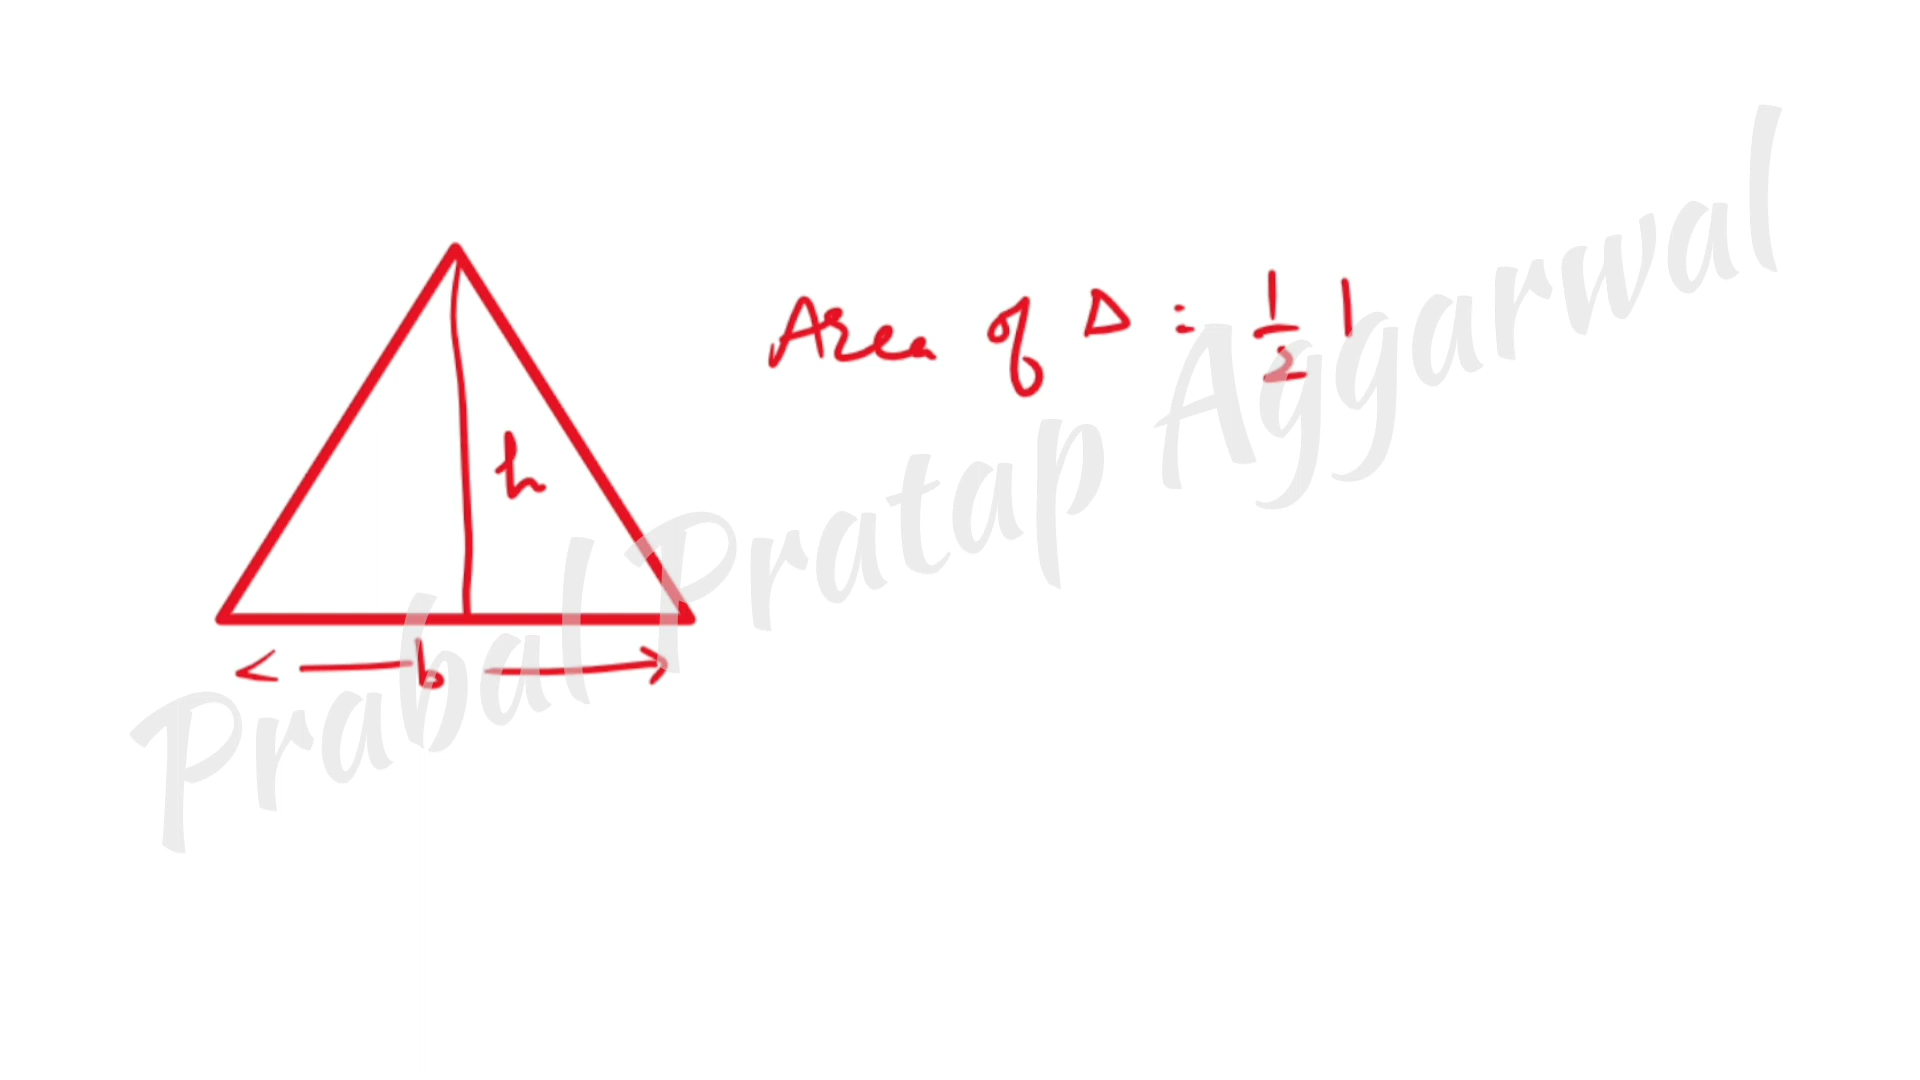 Area of Δ = 1/2 l
h
b
Prabal Pratap Aggarwal